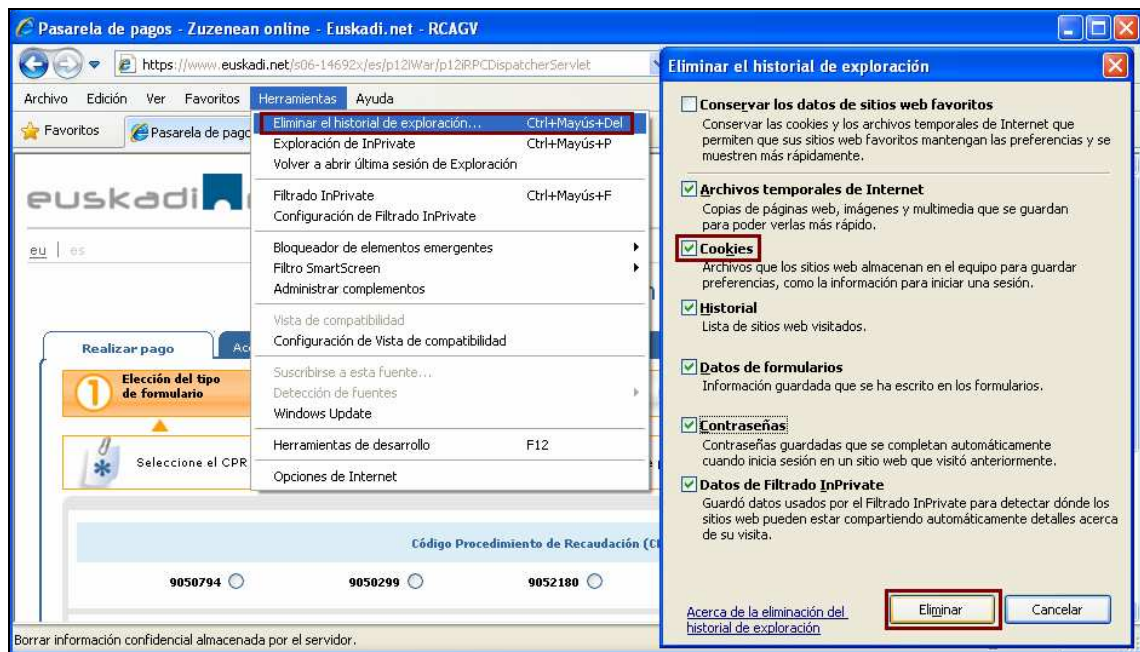 Pasarela de pagos - Zuzenean online - Euskadi.net - RCAGV
https://www.euskadi.net/s06-14692x/es/p12iWar/p12iRPCDispatcherServlet
Archivo Edición Ver Favoritos Herramientas Ayuda
Favoritos Pasarela de pago
euskadi
eu | es
Realizar pago
1 Elección del tipo
de formulario
Seleccione el CPR
Código Procedimiento de Recaudación
9050794 9050299 9052180
Borrar información confidencial almacenada por el servidor.
Eliminar el historial de exploración... Ctrl+Mayús+Del
Exploración de InPrivate Ctrl+Mayús+P
Volver a abrir última sesión de Exploración
Filtrado InPrivate Ctrl+Mayús+F
Configuración de Filtrado InPrivate
Bloqueador de elementos emergentes
Filtro SmartScreen
Administrar complementos
Vista de compatibilidad
Configuración de Vista de compatibilidad
Suscribirse a esta fuente...
Detección de fuentes
Windows Update
Herramientas de desarrollo F12
Opciones de Internet
Eliminar el historial de exploración
Conservar los datos de sitios web favoritos
Conservar las cookies y los archivos temporales de Internet que
permiten que sus sitios web favoritos mantengan las preferencias y se
muestren más rápidamente.
Archivos temporales de Internet
Copias de páginas web, imágenes y multimedia que se guardan
para poder verlas más rápido.
Cookies
Archivos que los sitios web almacenan en el equipo para guardar
preferencias, como la información para iniciar una sesión.
Historial
Lista de sitios web visitados.
Datos de formularios
Información guardada que se ha escrito en los formularios.
Contraseñas
Contraseñas guardadas que se completan automáticamente
cuando inicia sesión en un sitio web que visitó anteriormente.
Datos de Filtrado InPrivate
Guardó datos usados por el Filtrado InPrivate para detectar dónde los
sitios web pueden estar compartiendo automáticamente detalles acerca
de su visita.
Acerca de la eliminación del
historial de exploración
Eliminar Cancelar